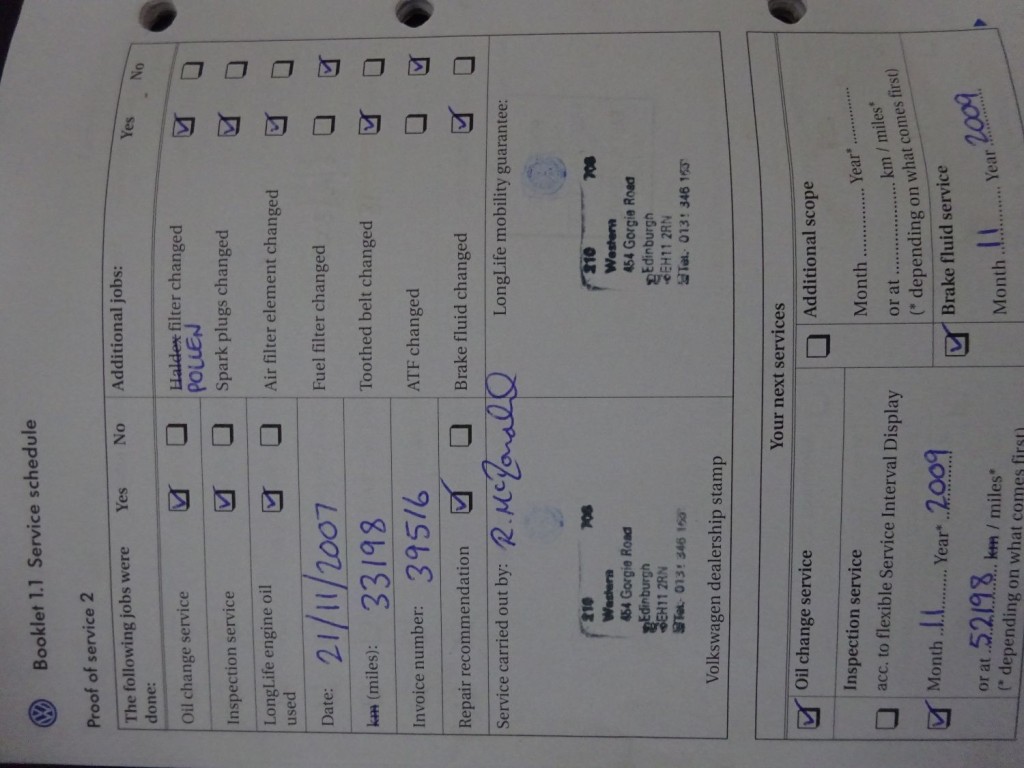 Booklet 1.1 Service schedule
Proof of service 2
The following jobs were done: Yes No
Oil change service
Inspection service
LongLife engine oil used
Date: 21/11/2007
km (miles): 33198
Invoice number: 39516
Repair recommendation
Additional jobs: Yes No
Haldex filter changed
POLLEN
Spark plugs changed
Air filter element changed
Fuel filter changed
Toothed belt changed
ATF changed
Brake fluid changed
Service carried out by: R. McDonald
210 708
Western
454 Gorgie Road
Edinburgh
EH11 2RN
Tel: 0131 346
Volkswagen dealership stamp
LongLife mobility guarantee:
210 708
Western
454 Gorgie Road
Edinburgh
EH11 2RN
Tel: 0131 346
Your next services
Oil change service
Inspection service
acc. to flexible Service Interval Display
Month ..11...... Year* ..2009.....
or at ..52198... km / miles*
(* depending on what comes first)
Additional scope
Month ............ Year* ............
or at .................. km / miles*
(* depending on what comes first)
Brake fluid service
Month ..11...... Year ..2009.....